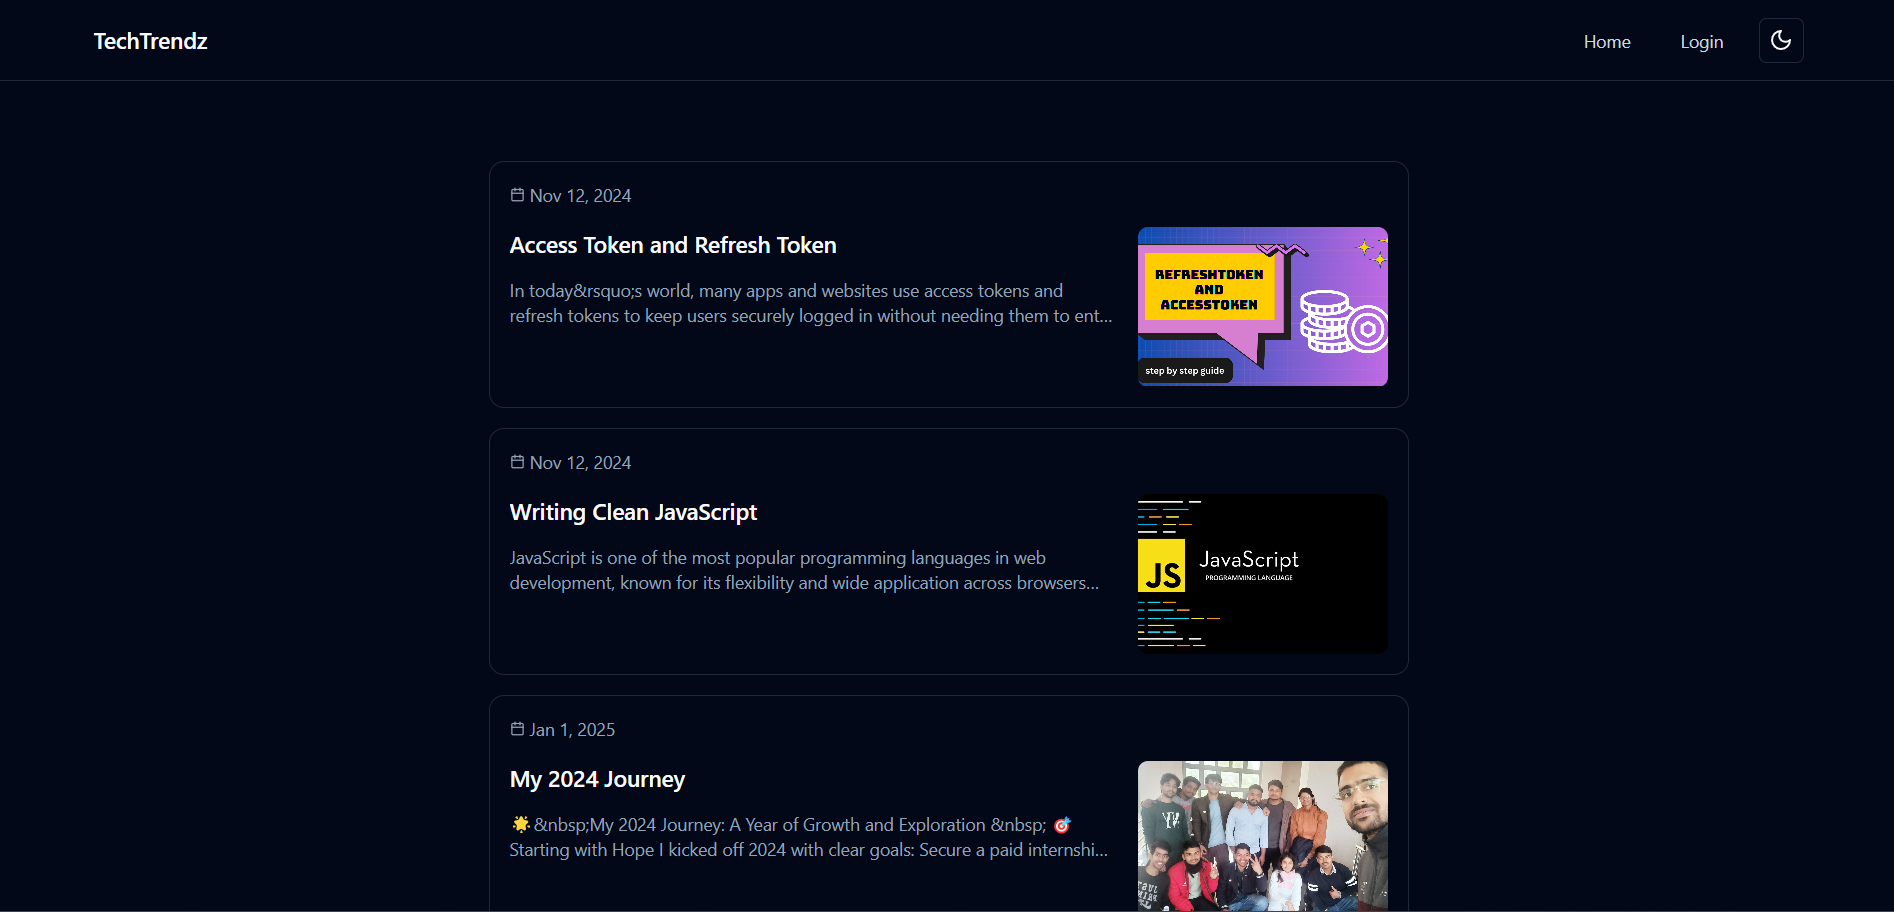 TechTrendz
Home
Login
Nov 12, 2024
Access Token and Refresh Token
In today&rsquo;s world, many apps and websites use access tokens and
refresh tokens to keep users securely logged in without needing them to ent...
REFRESHTOKEN
AND
ACCESSTOKEN
step by step guide
Nov 12, 2024
Writing Clean JavaScript
JavaScript is one of the most popular programming languages in web
development, known for its flexibility and wide application across browsers...
JS
JavaScript
PROGRAMMING LANGUAGE
Jan 1, 2025
My 2024 Journey
🌟&nbsp;My 2024 Journey: A Year of Growth and Exploration &nbsp; 🎯
Starting with Hope I kicked off 2024 with clear goals: Secure a paid internshi...